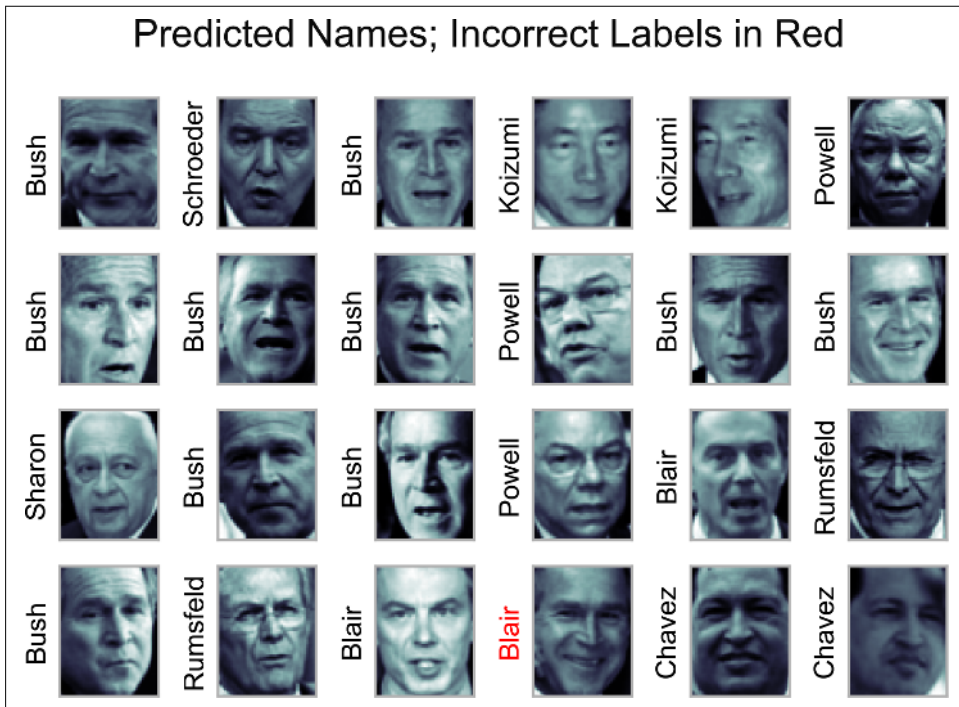 Predicted Names; Incorrect Labels in Red
Bush
Schroeder
Bush
Koizumi
Koizumi
Powell
Bush
Bush
Bush
Powell
Bush
Bush
Sharon
Bush
Bush
Powell
Blair
Rumsfeld
Bush
Rumsfeld
Blair
Blair
Chavez
Chavez